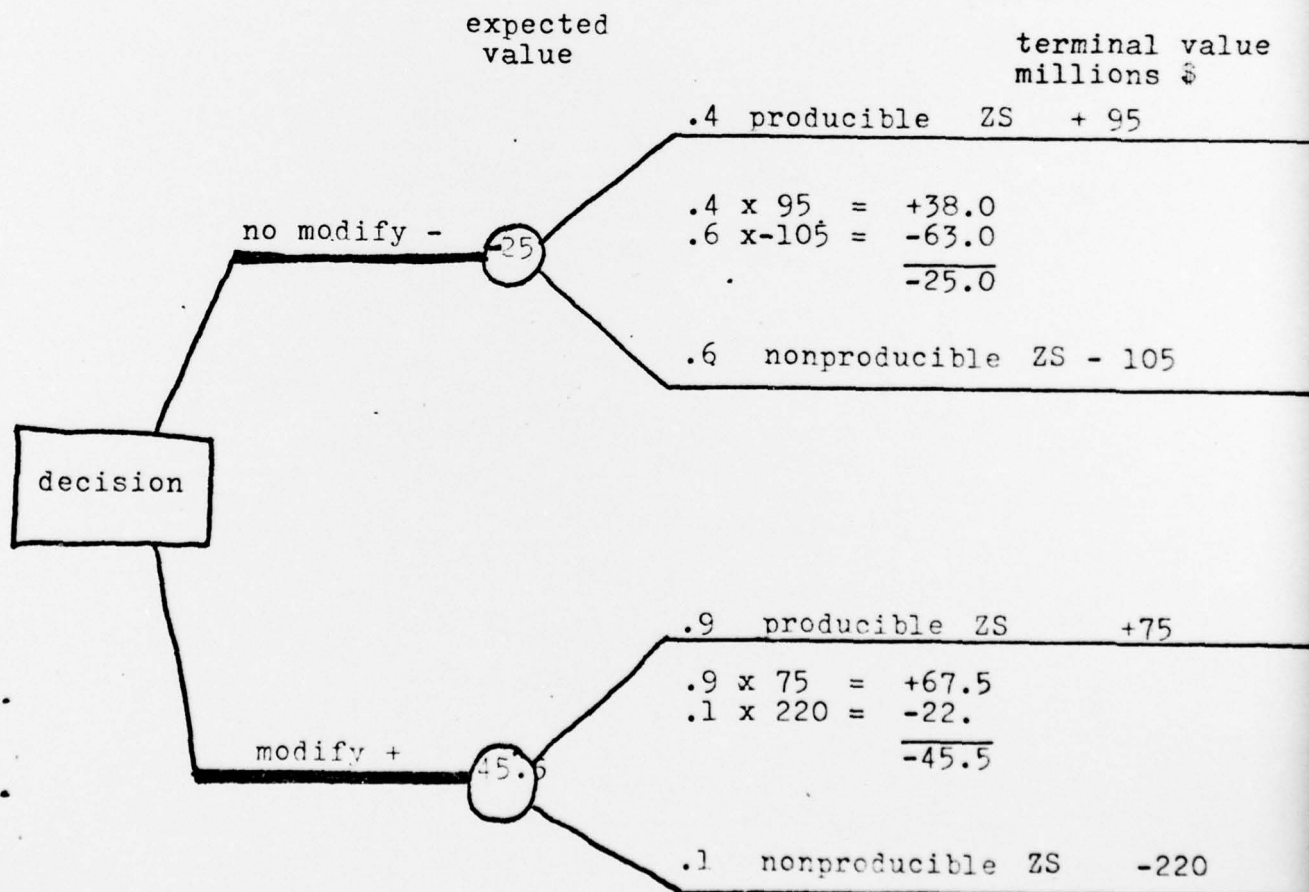 expected
value
terminal value
millions $
.4 producible ZS + 95
.4 x 95 = +38.0
.6 x-105 = -63.0
-25.0
no modify -
-25
.6 nonproducible ZS - 105
decision
.9 producible ZS +75
.9 x 75 = +67.5
.1 x 220 = -22.
-45.5
modify +
45.5
.1 nonproducible ZS -220